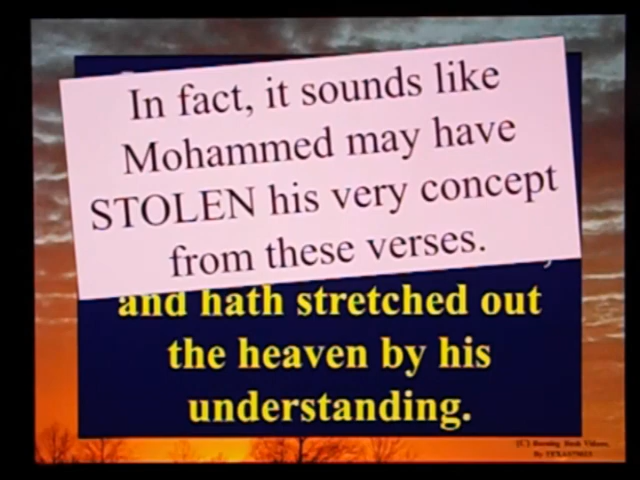 In fact, it sounds like
Mohammed may have
STOLEN his very concept
from these verses.
and hath stretched out
the heaven by his
understanding.